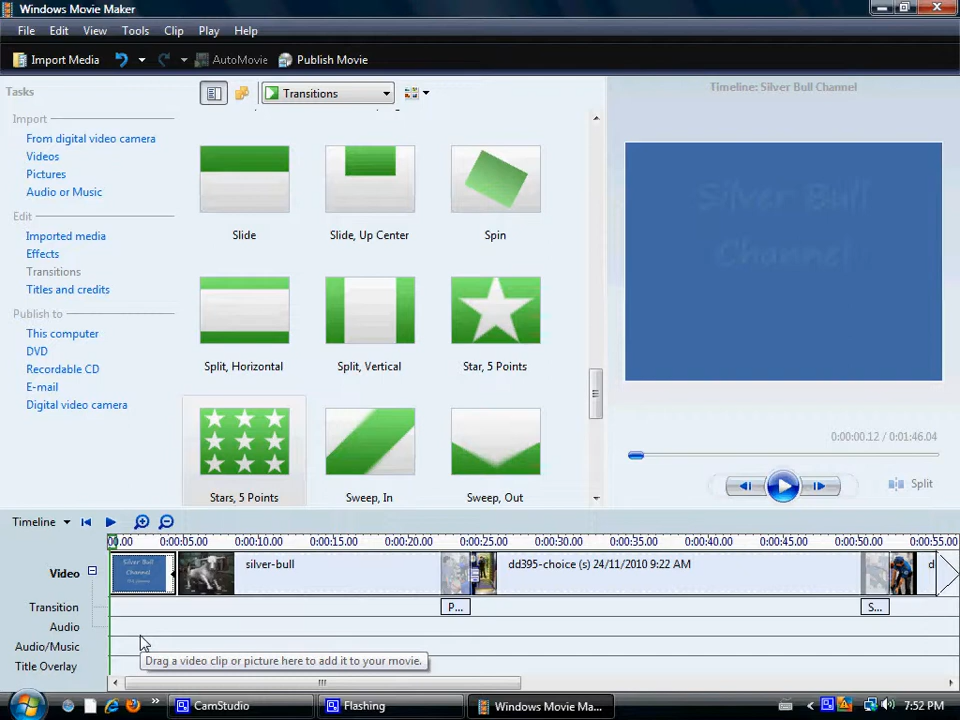 Windows Movie Maker
File Edit View Tools Clip Play Help
Import Media AutoMovie Publish Movie
Tasks
Transitions
Timeline: Silver Bull Channel
Import
From digital video camera
Videos
Pictures
Audio or Music
Edit
Imported media
Effects
Transitions
Titles and credits
Publish to
This computer
DVD
Recordable CD
E-mail
Digital video camera
Slide Slide, Up Center Spin
Split, Horizontal Split, Vertical Star, 5 Points
Stars, 5 Points Sweep, In Sweep, Out
Silver Bull
Channel
0:00:00.12 / 0:01:46.04
Split
Timeline
00.00 0:00:05.00 0:00:10.00 0:00:15.00 0:00:20.00 0:00:25.00 0:00:30.00 0:00:35.00 0:00:40.00 0:00:45.00 0:00:50.00 0:00:55.00
Video
Silver Bull
Channel
silver-bull
dd395-choice (s) 24/11/2010 9:22 AM
d
Transition P... S...
Audio
Audio/Music
Drag a video clip or picture here to add it to your movie.
Title Overlay
CamStudio Flashing Windows Movie Ma... 7:52 PM